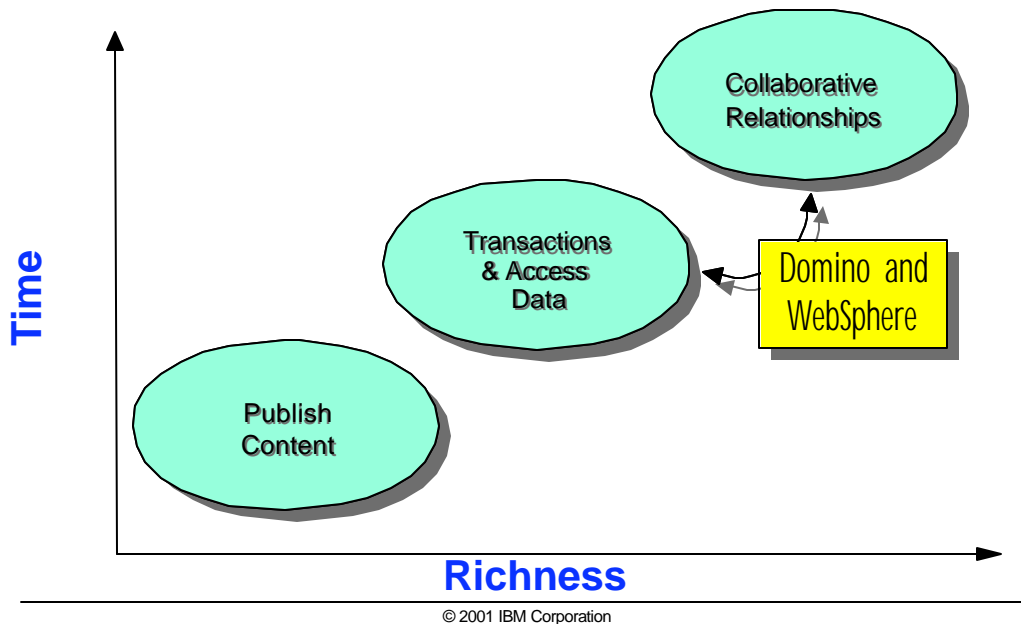 Collaborative
Relationships
Transactions
& Access
Data
Domino and
WebSphere
Time
Publish
Content
Richness
© 2001 IBM Corporation